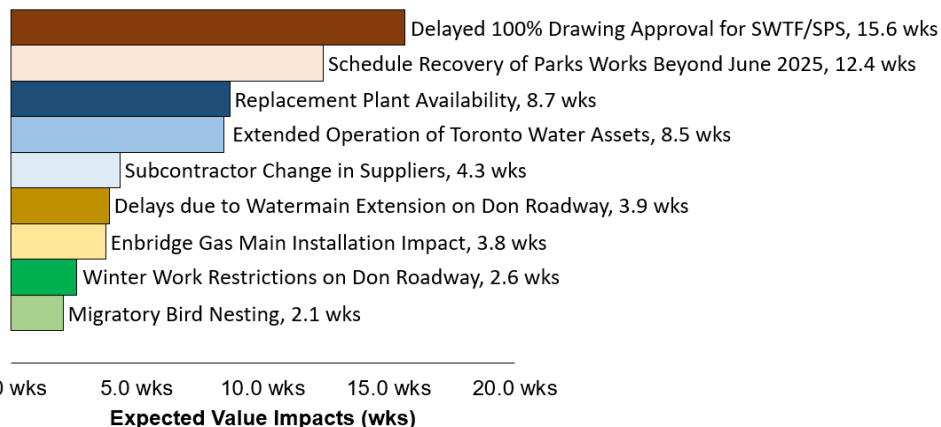 Delayed 100% Drawing Approval for SWTF/SPS, 15.6 wks
Schedule Recovery of Parks Works Beyond June 2025, 12.4 wks
Replacement Plant Availability, 8.7 wks
Extended Operation of Toronto Water Assets, 8.5 wks
Subcontractor Change in Suppliers, 4.3 wks
Delays due to Watermain Extension on Don Roadway, 3.9 wks
Enbridge Gas Main Installation Impact, 3.8 wks
Winter Work Restrictions on Don Roadway, 2.6 wks
Migratory Bird Nesting, 2.1 wks
0 wks 5.0 wks 10.0 wks 15.0 wks 20.0 wks
Expected Value Impacts (wks)